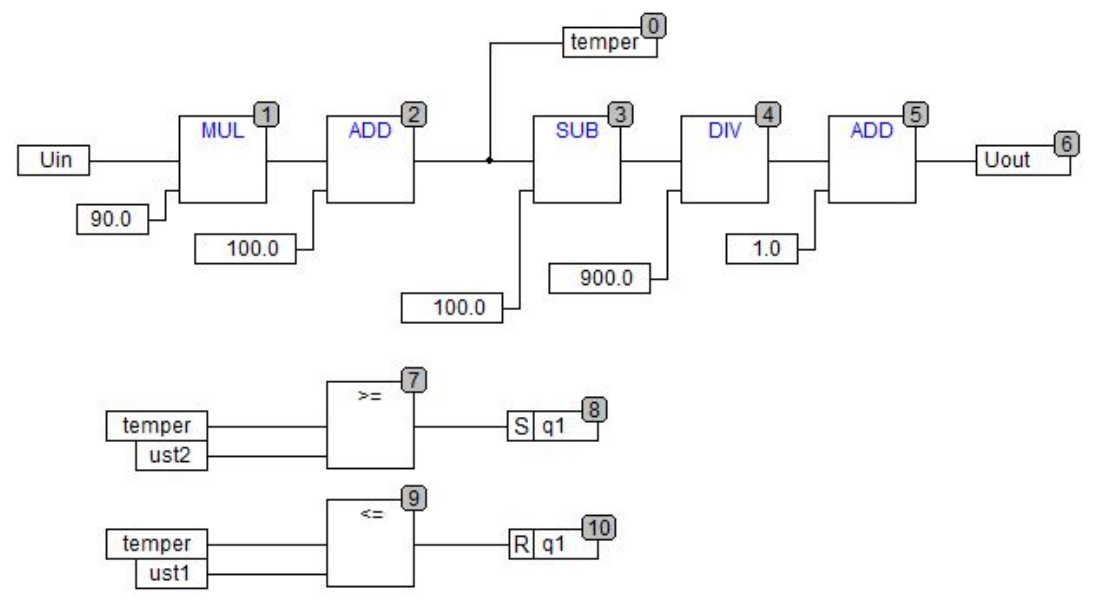 temper 0
MUL 1
ADD 2
SUB 3
DIV 4
ADD 5
Uin
Uout 6
90.0
100.0
1.0
900.0
100.0
>= 7
temper
S q1 8
ust2
<= 9
temper
R q1 10
ust1